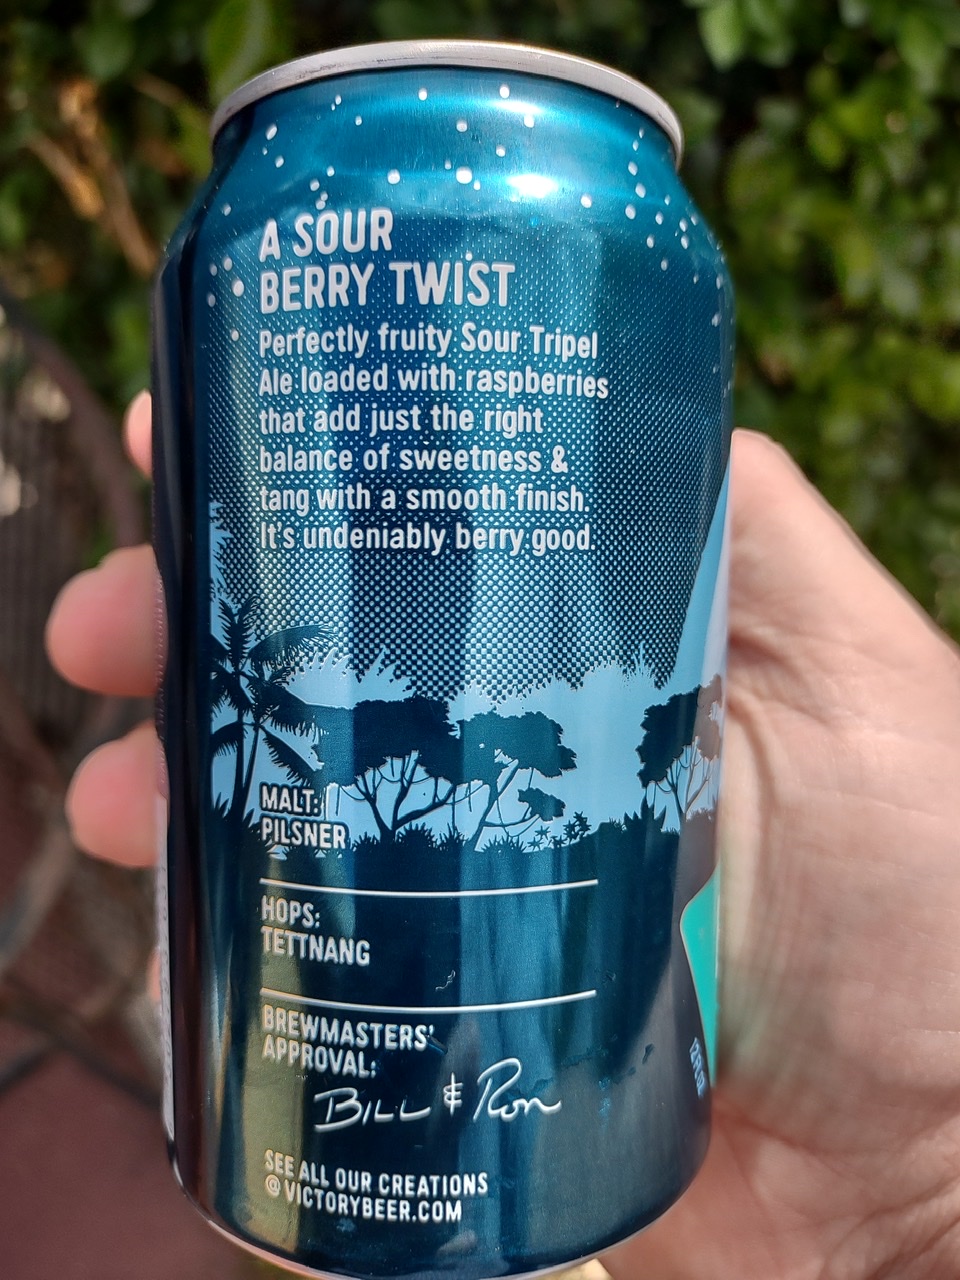 A SOUR
BERRY TWIST
Perfectly fruity Sour Tripel
Ale loaded with raspberries
that add just the right
balance of sweetness &
tang with a smooth finish.
It's undeniably berry good.
MALT:
PILSNER
HOPS:
TETTNANG
BREWMASTERS'
APPROVAL:
BILL & Ron
SEE ALL OUR CREATIONS
@VICTORYBEER.COM